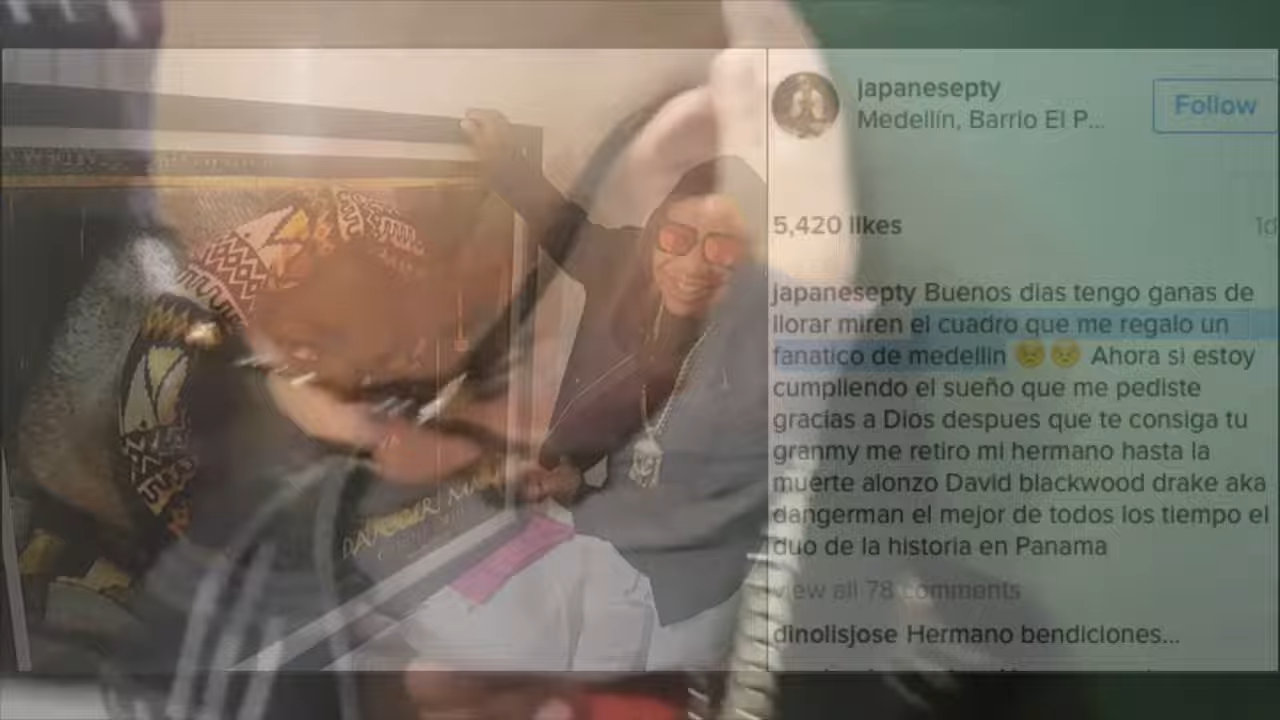 japanesepty
Medellín, Barrio El P...
Follow
5,420 likes
1d
japanesepty Buenos dias tengo ganas de
llorar miren el cuadro que me regalo un
fanatico de medellin 😣😣 Ahora si estoy
cumpliendo el sueño que me pediste
gracias a Dios despues que te consiga tu
granmy me retiro mi hermano hasta la
muerte alonzo David blackwood drake aka
dangerman el mejor de todos los tiempo el
duo de la historia en Panama
view all 78 comments
dinolisjose Hermano bendiciones...